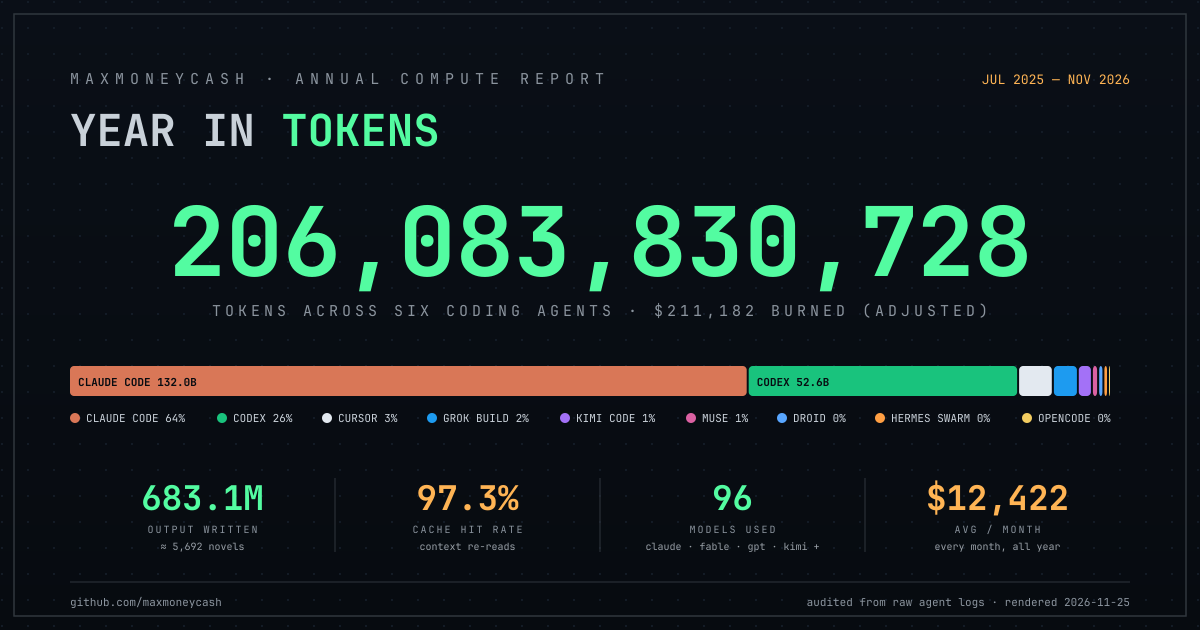 MAXMONEYCASH · ANNUAL COMPUTE REPORT
JUL 2025 — NOV 2026
YEAR IN TOKENS
206,083,830,728
TOKENS ACROSS SIX CODING AGENTS · $211,182 BURNED (ADJUSTED)
CLAUDE CODE 132.0B
CODEX 52.6B
CLAUDE CODE 64%
CODEX 26%
CURSOR 3%
GROK BUILD 2%
KIMI CODE 1%
MUSE 1%
DROID 0%
HERMES SWARM 0%
OPENCODE 0%
683.1M
OUTPUT WRITTEN
≈ 5,692 novels
97.3%
CACHE HIT RATE
context re-reads
96
MODELS USED
claude · fable · gpt · kimi +
$12,422
AVG / MONTH
every month, all year
github.com/maxmoneycash
audited from raw agent logs · rendered 2026-11-25